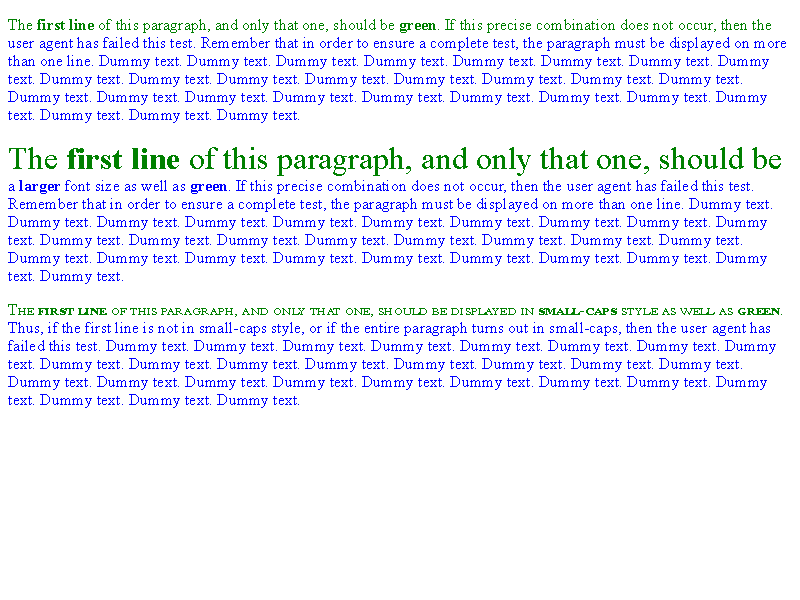 The first line of this paragraph, and only that one, should be green. If this precise combination does not occur, then the
user agent has failed this test. Remember that in order to ensure a complete test, the paragraph must be displayed on more
than one line. Dummy text. Dummy text. Dummy text. Dummy text. Dummy text. Dummy text. Dummy text. Dummy
text. Dummy text. Dummy text. Dummy text. Dummy text. Dummy text. Dummy text. Dummy text. Dummy text.
Dummy text. Dummy text. Dummy text. Dummy text. Dummy text. Dummy text. Dummy text. Dummy text. Dummy
text. Dummy text. Dummy text. Dummy text.
The first line of this paragraph, and only that one, should be
a larger font size as well as green. If this precise combination does not occur, then the user agent has failed this test.
Remember that in order to ensure a complete test, the paragraph must be displayed on more than one line. Dummy text.
Dummy text. Dummy text. Dummy text. Dummy text. Dummy text. Dummy text. Dummy text. Dummy text. Dummy
text. Dummy text. Dummy text. Dummy text. Dummy text. Dummy text. Dummy text. Dummy text. Dummy text.
Dummy text. Dummy text. Dummy text. Dummy text. Dummy text. Dummy text. Dummy text. Dummy text. Dummy
text. Dummy text.
The first line of this paragraph, and only that one, should be displayed in small-caps style as well as green.
Thus, if the first line is not in small-caps style, or if the entire paragraph turns out in small-caps, then the user agent has
failed this test. Dummy text. Dummy text. Dummy text. Dummy text. Dummy text. Dummy text. Dummy text. Dummy
text. Dummy text. Dummy text. Dummy text. Dummy text. Dummy text. Dummy text. Dummy text. Dummy text.
Dummy text. Dummy text. Dummy text. Dummy text. Dummy text. Dummy text. Dummy text. Dummy text. Dummy
text. Dummy text. Dummy text. Dummy text.